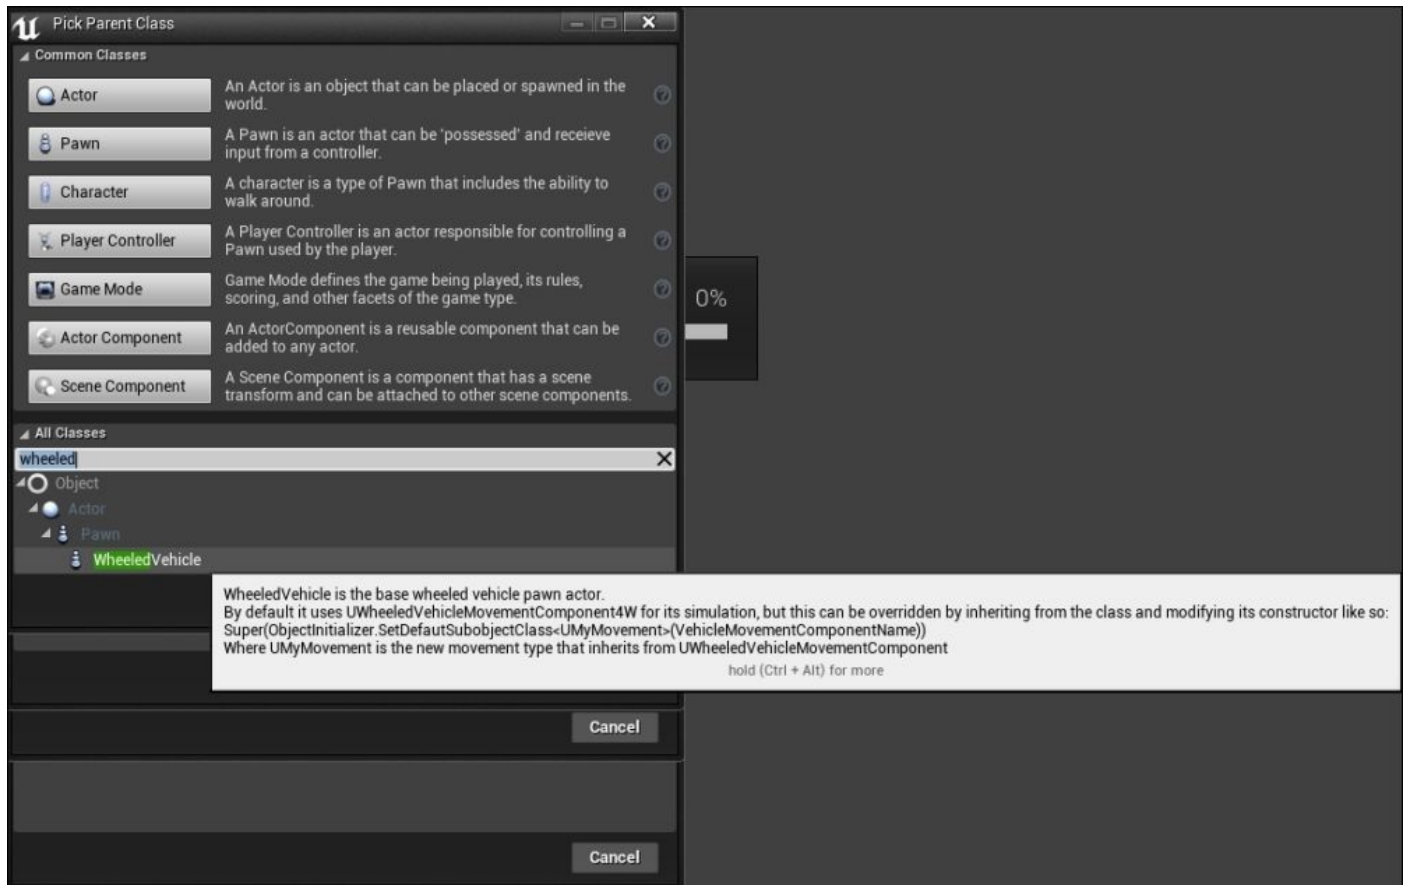 Pick Parent Class
Common Classes
Actor
An Actor is an object that can be placed or spawned in the
world.
Pawn
A Pawn is an actor that can be 'possessed' and receieve
input from a controller.
Character
A character is a type of Pawn that includes the ability to
walk around.
Player Controller
A Player Controller is an actor responsible for controlling a
Pawn used by the player.
Game Mode
Game Mode defines the game being played, its rules,
scoring, and other facets of the game type.
Actor Component
An ActorComponent is a reusable component that can be
added to any actor.
Scene Component
A Scene Component is a component that has a scene
transform and can be attached to other scene components.
0%
All Classes
wheeled
Object
Actor
Pawn
WheeledVehicle
WheeledVehicle is the base wheeled vehicle pawn actor.
By default it uses UWheeledVehicleMovementComponent4W for its simulation, but this can be overridden by inheriting from the class and modifying its constructor like so:
Super(ObjectInitializer.SetDefautSubobjectClass<UMyMovement>(VehicleMovementComponentName))
Where UMyMovement is the new movement type that inherits from UWheeledVehicleMovementComponent
hold (Ctrl + Alt) for more
Cancel
Cancel